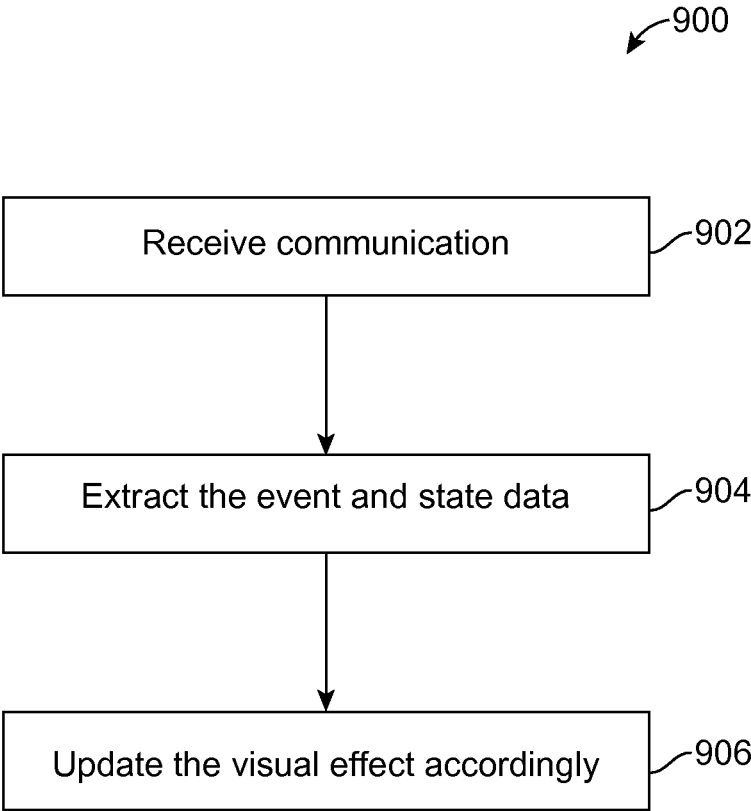 900
Receive communication
902
Extract the event and state data
904
Update the visual effect accordingly
906